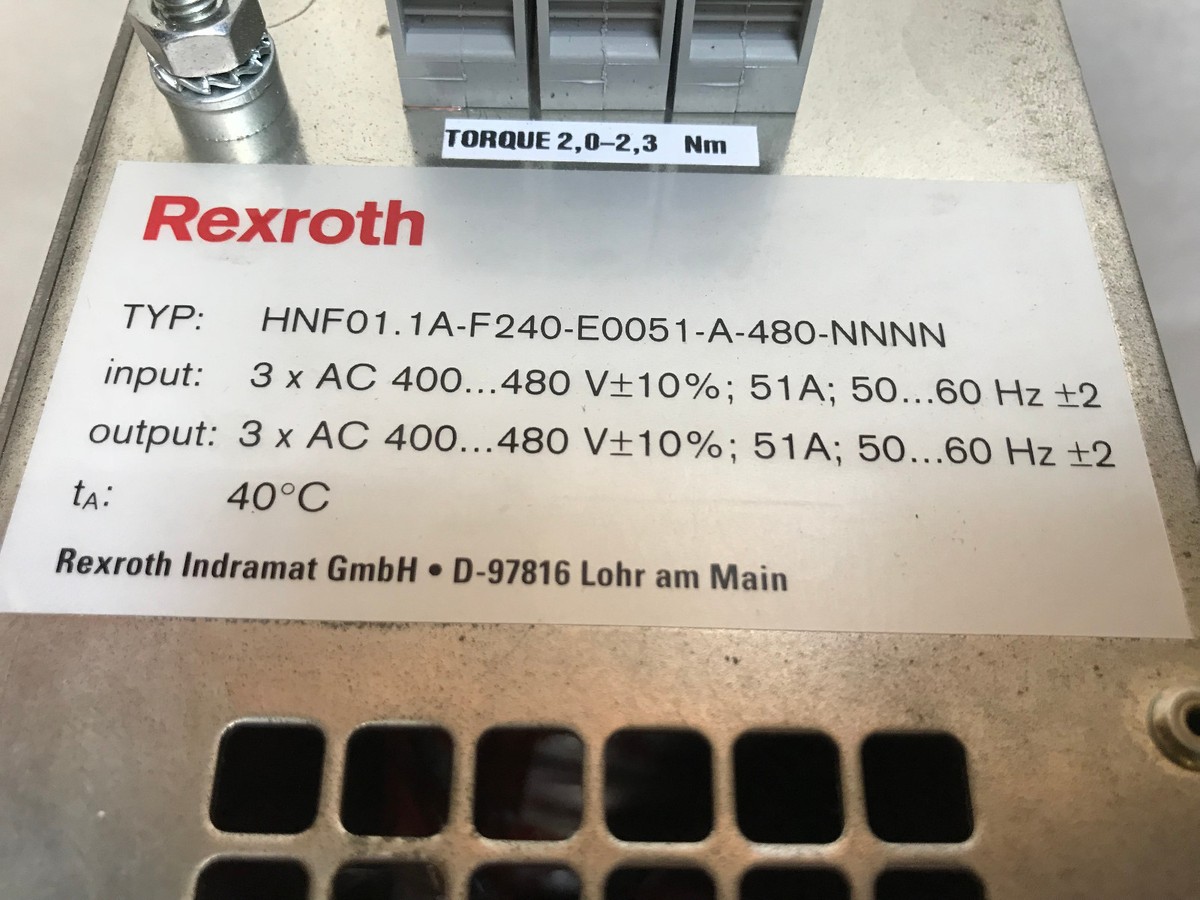 TORQUE 2,0–2,3 Nm
Rexroth
TYP: HNF01.1A-F240-E0051-A-480-NNNN
input: 3 x AC 400...480 V±10%; 51A; 50...60 Hz ±2
output: 3 x AC 400...480 V±10%; 51A; 50...60 Hz ±2
tA: 40°C
Rexroth Indramat GmbH • D-97816 Lohr am Main